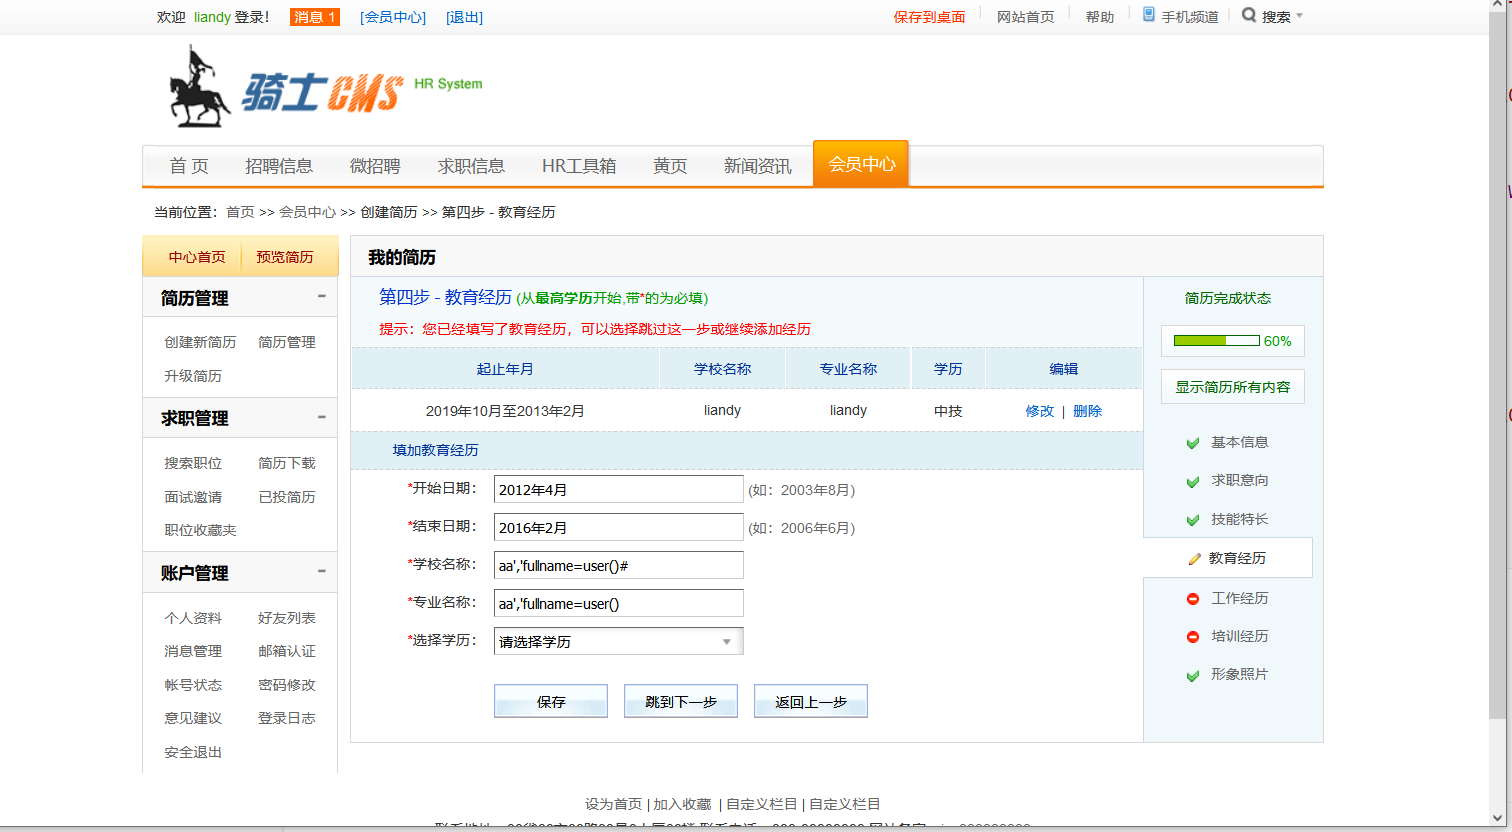 欢迎 liandy 登录！ 消息 1 [会员中心] [退出] 保存到桌面 网站首页 帮助 手机频道 搜索
骑士CMS HR System
首 页 招聘信息 微招聘 求职信息 HR工具箱 黄页 新闻资讯 会员中心
当前位置：首页 >> 会员中心 >> 创建简历 >> 第四步 - 教育经历
中心首页 预览简历
简历管理
创建新简历 简历管理
升级简历
求职管理
搜索职位 简历下载
面试邀请 已投简历
职位收藏夹
账户管理
个人资料 好友列表
消息管理 邮箱认证
帐号状态 密码修改
意见建议 登录日志
安全退出
我的简历
第四步 - 教育经历 (从最高学历开始,带*的为必填)
提示：您已经填写了教育经历，可以选择跳过这一步或继续添加经历
起止年月 学校名称 专业名称 学历 编辑
2019年10月至2013年2月 liandy liandy 中技 修改 | 删除
填加教育经历
*开始日期： 2012年4月 (如：2003年8月)
*结束日期： 2016年2月 (如：2006年6月)
*学校名称： aa','fullname=user()#
*专业名称： aa','fullname=user()
*选择学历： 请选择学历
保存 跳到下一步 返回上一步
简历完成状态
60%
显示简历所有内容
基本信息
求职意向
技能特长
教育经历
工作经历
培训经历
形象照片
设为首页 | 加入收藏 | 自定义栏目 | 自定义栏目